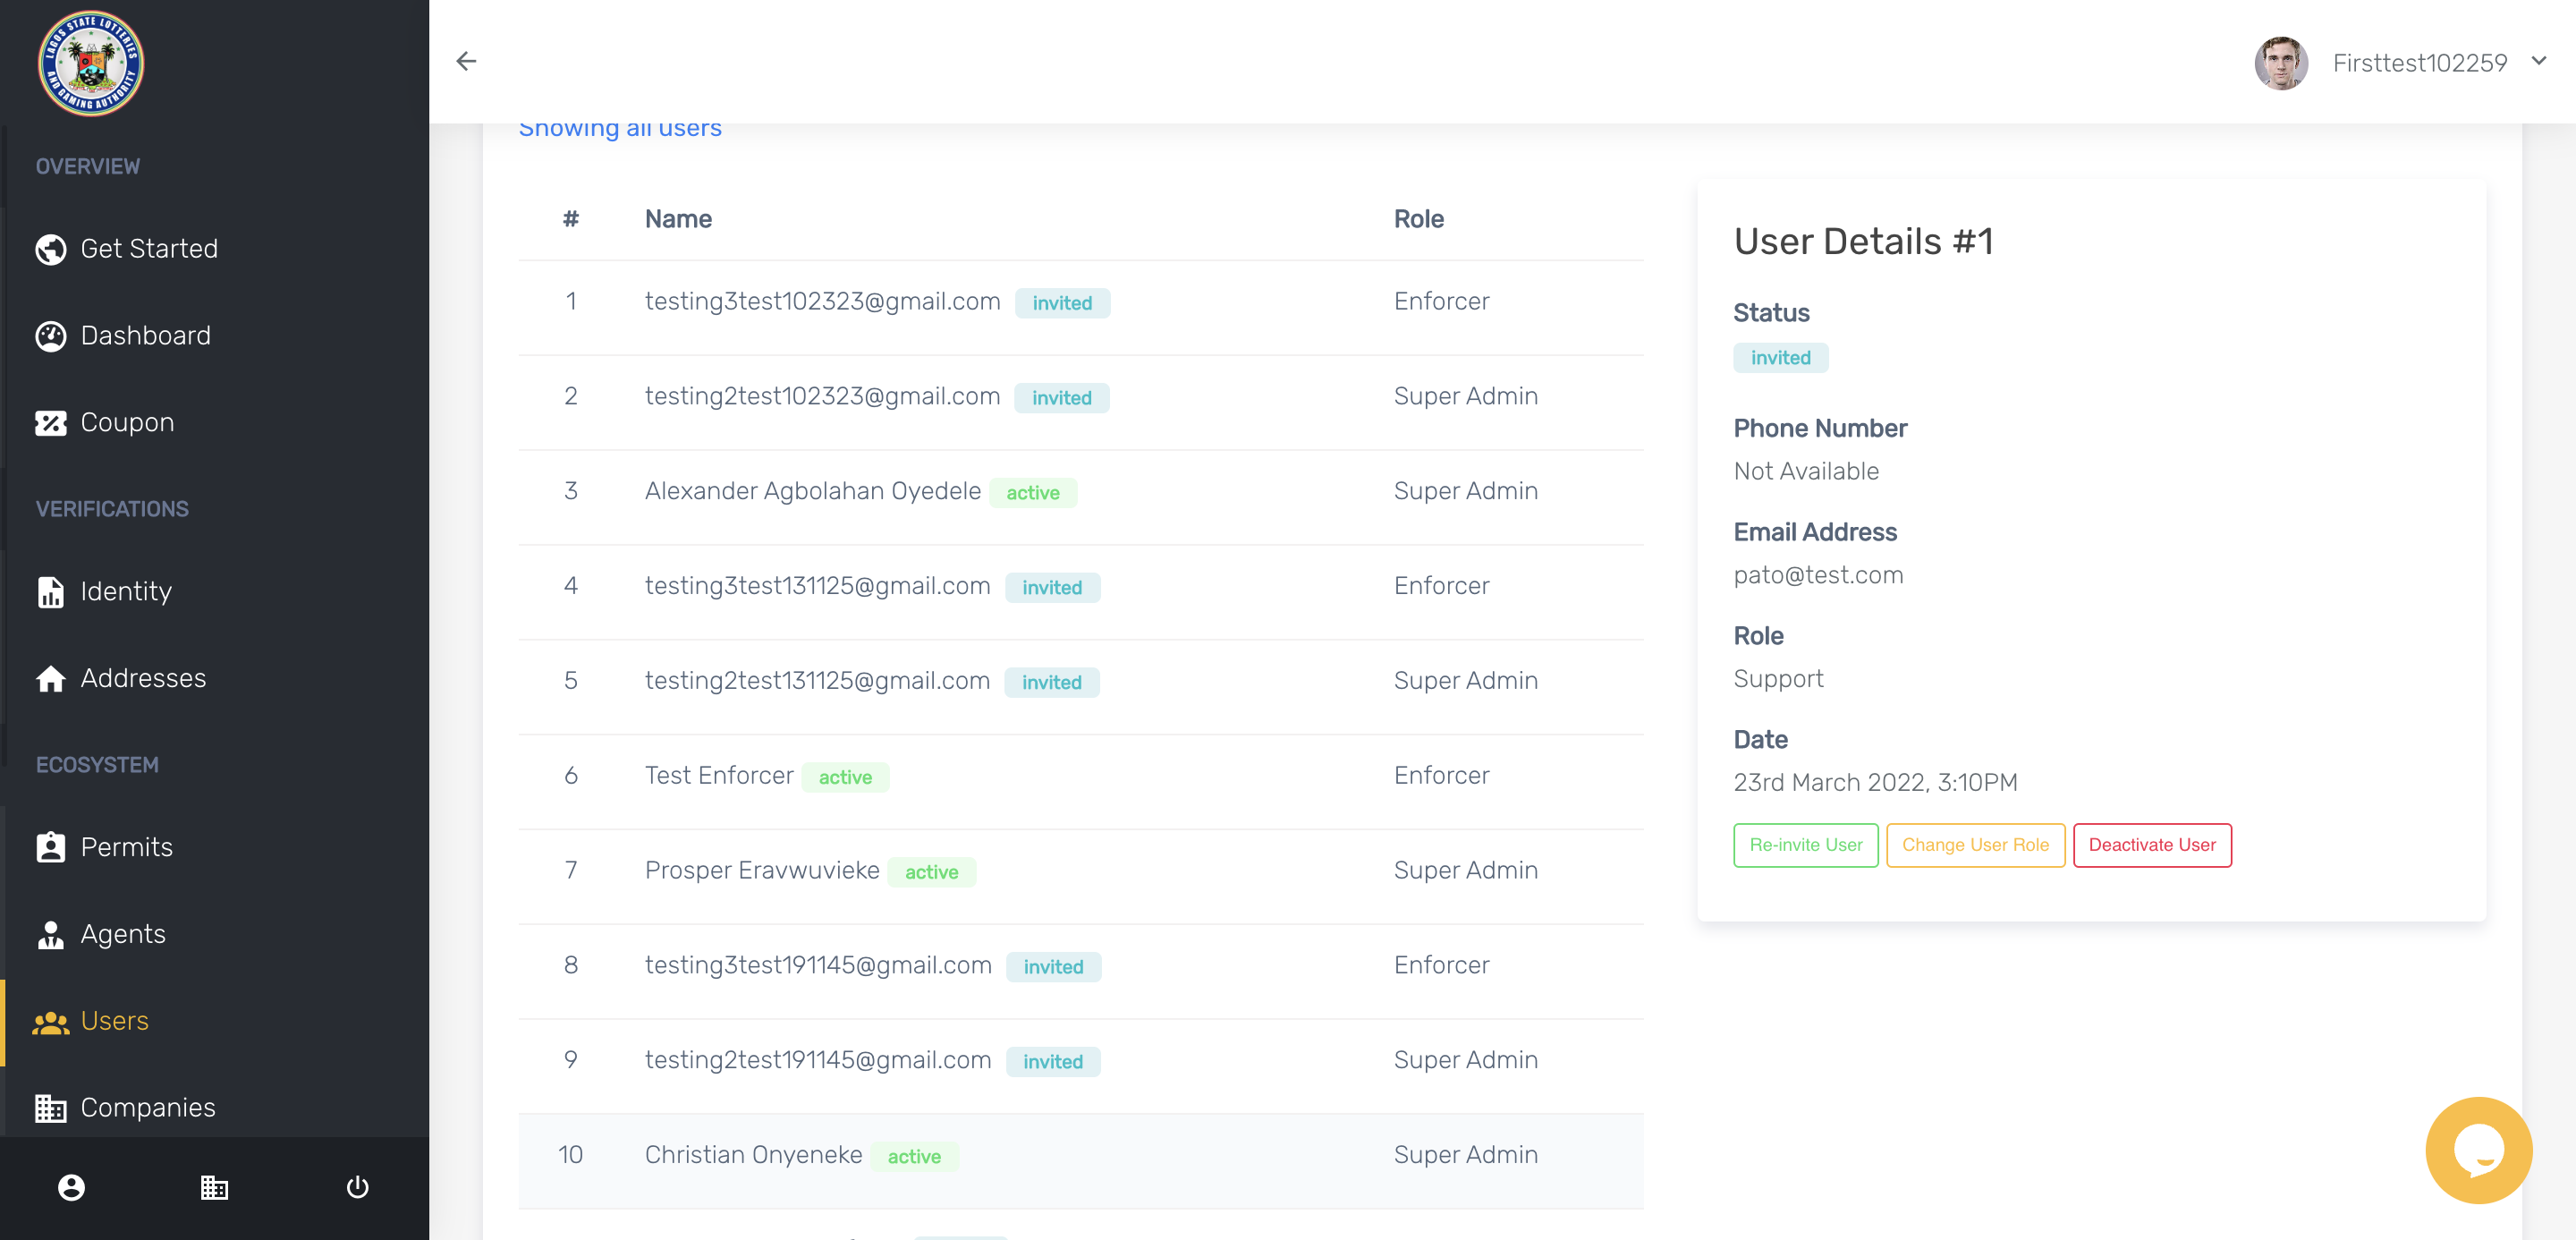 LAGOS STATE LOTTERIES
AND GAMING AUTHORITY
Firsttest102259
OVERVIEW
Get Started
Dashboard
Coupon
VERIFICATIONS
Identity
Addresses
ECOSYSTEM
Permits
Agents
Users
Companies
Showing all users
# Name Role
1 testing3test102323@gmail.com invited Enforcer
2 testing2test102323@gmail.com invited Super Admin
3 Alexander Agbolahan Oyedele active Super Admin
4 testing3test131125@gmail.com invited Enforcer
5 testing2test131125@gmail.com invited Super Admin
6 Test Enforcer active Enforcer
7 Prosper Eravwuvieke active Super Admin
8 testing3test191145@gmail.com invited Enforcer
9 testing2test191145@gmail.com invited Super Admin
10 Christian Onyeneke active Super Admin
User Details #1
Status
invited
Phone Number
Not Available
Email Address
pato@test.com
Role
Support
Date
23rd March 2022, 3:10PM
Re-invite User Change User Role Deactivate User